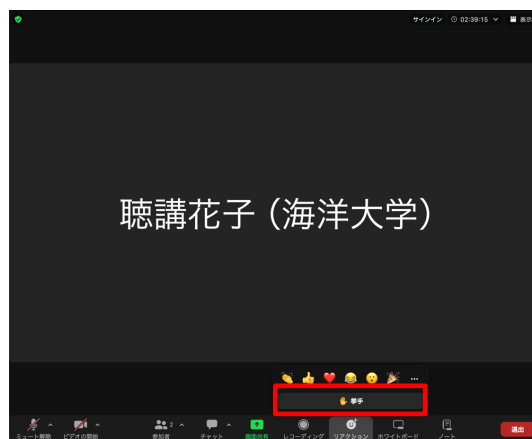 サインイン 02:39:15 表示
聴講花子 (海洋大学)
挙手
ミュート解除 ビデオの開始 2 参加者 チャット 画面共有 レコーディング リアクション ホワイトボード ノート 退出